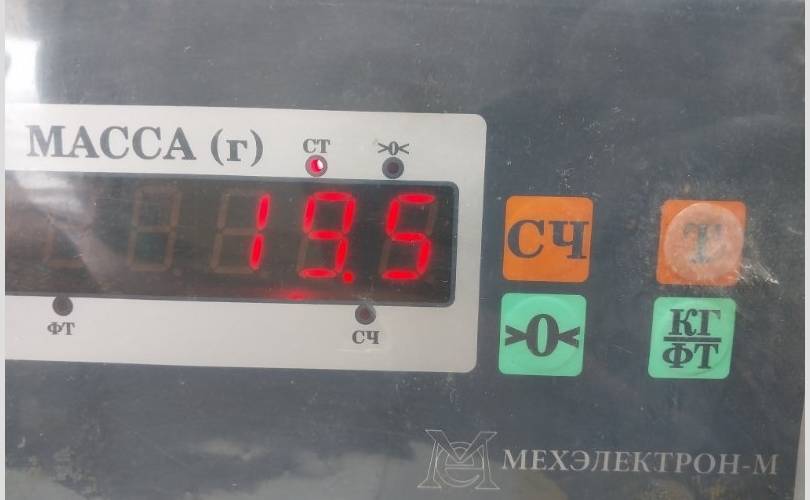 МАССА (г) СТ >0<
19.5
ФТ СЧ
СЧ Т
>0< КГ
ФТ
МЕХЭЛЕКТРОН-М